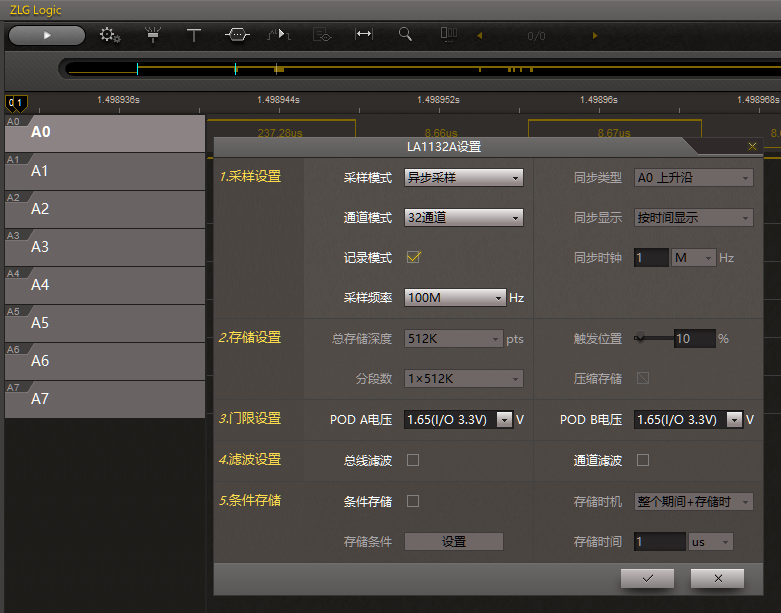 ZLG Logic
0/0
0 1
1.498936s 1.498944s 1.498952s 1.49896s 1.498968s
A0 A0
237.28us 8.66us 8.67us 8.
A1 A1
A2 A2
A3 A3
A4 A4
A5 A5
A6 A6
A7 A7
LA1132A设置
1.采样设置 采样模式 异步采样 同步类型 A0 上升沿
通道模式 32通道 同步显示 按时间显示
记录模式 同步时钟 1 M Hz
采样频率 100M Hz
2.存储设置 总存储深度 512K pts 触发位置 10 %
分段数 1×512K 压缩存储
3.门限设置 POD A电压 1.65(I/O 3.3V) V POD B电压 1.65(I/O 3.3V) V
4.滤波设置 总线滤波 通道滤波
5.条件存储 条件存储 存储时机 整个期间+存储时
存储条件 设置 存储时间 1 us